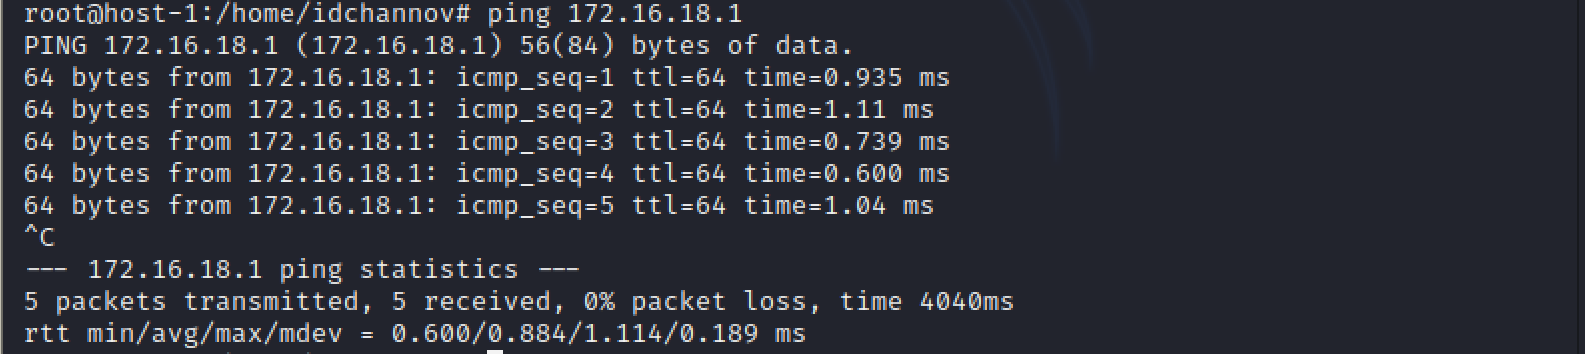 root@host-1:/home/idchannov# ping 172.16.18.1
PING 172.16.18.1 (172.16.18.1) 56(84) bytes of data.
64 bytes from 172.16.18.1: icmp_seq=1 ttl=64 time=0.935 ms
64 bytes from 172.16.18.1: icmp_seq=2 ttl=64 time=1.11 ms
64 bytes from 172.16.18.1: icmp_seq=3 ttl=64 time=0.739 ms
64 bytes from 172.16.18.1: icmp_seq=4 ttl=64 time=0.600 ms
64 bytes from 172.16.18.1: icmp_seq=5 ttl=64 time=1.04 ms
^C
--- 172.16.18.1 ping statistics ---
5 packets transmitted, 5 received, 0% packet loss, time 4040ms
rtt min/avg/max/mdev = 0.600/0.884/1.114/0.189 ms